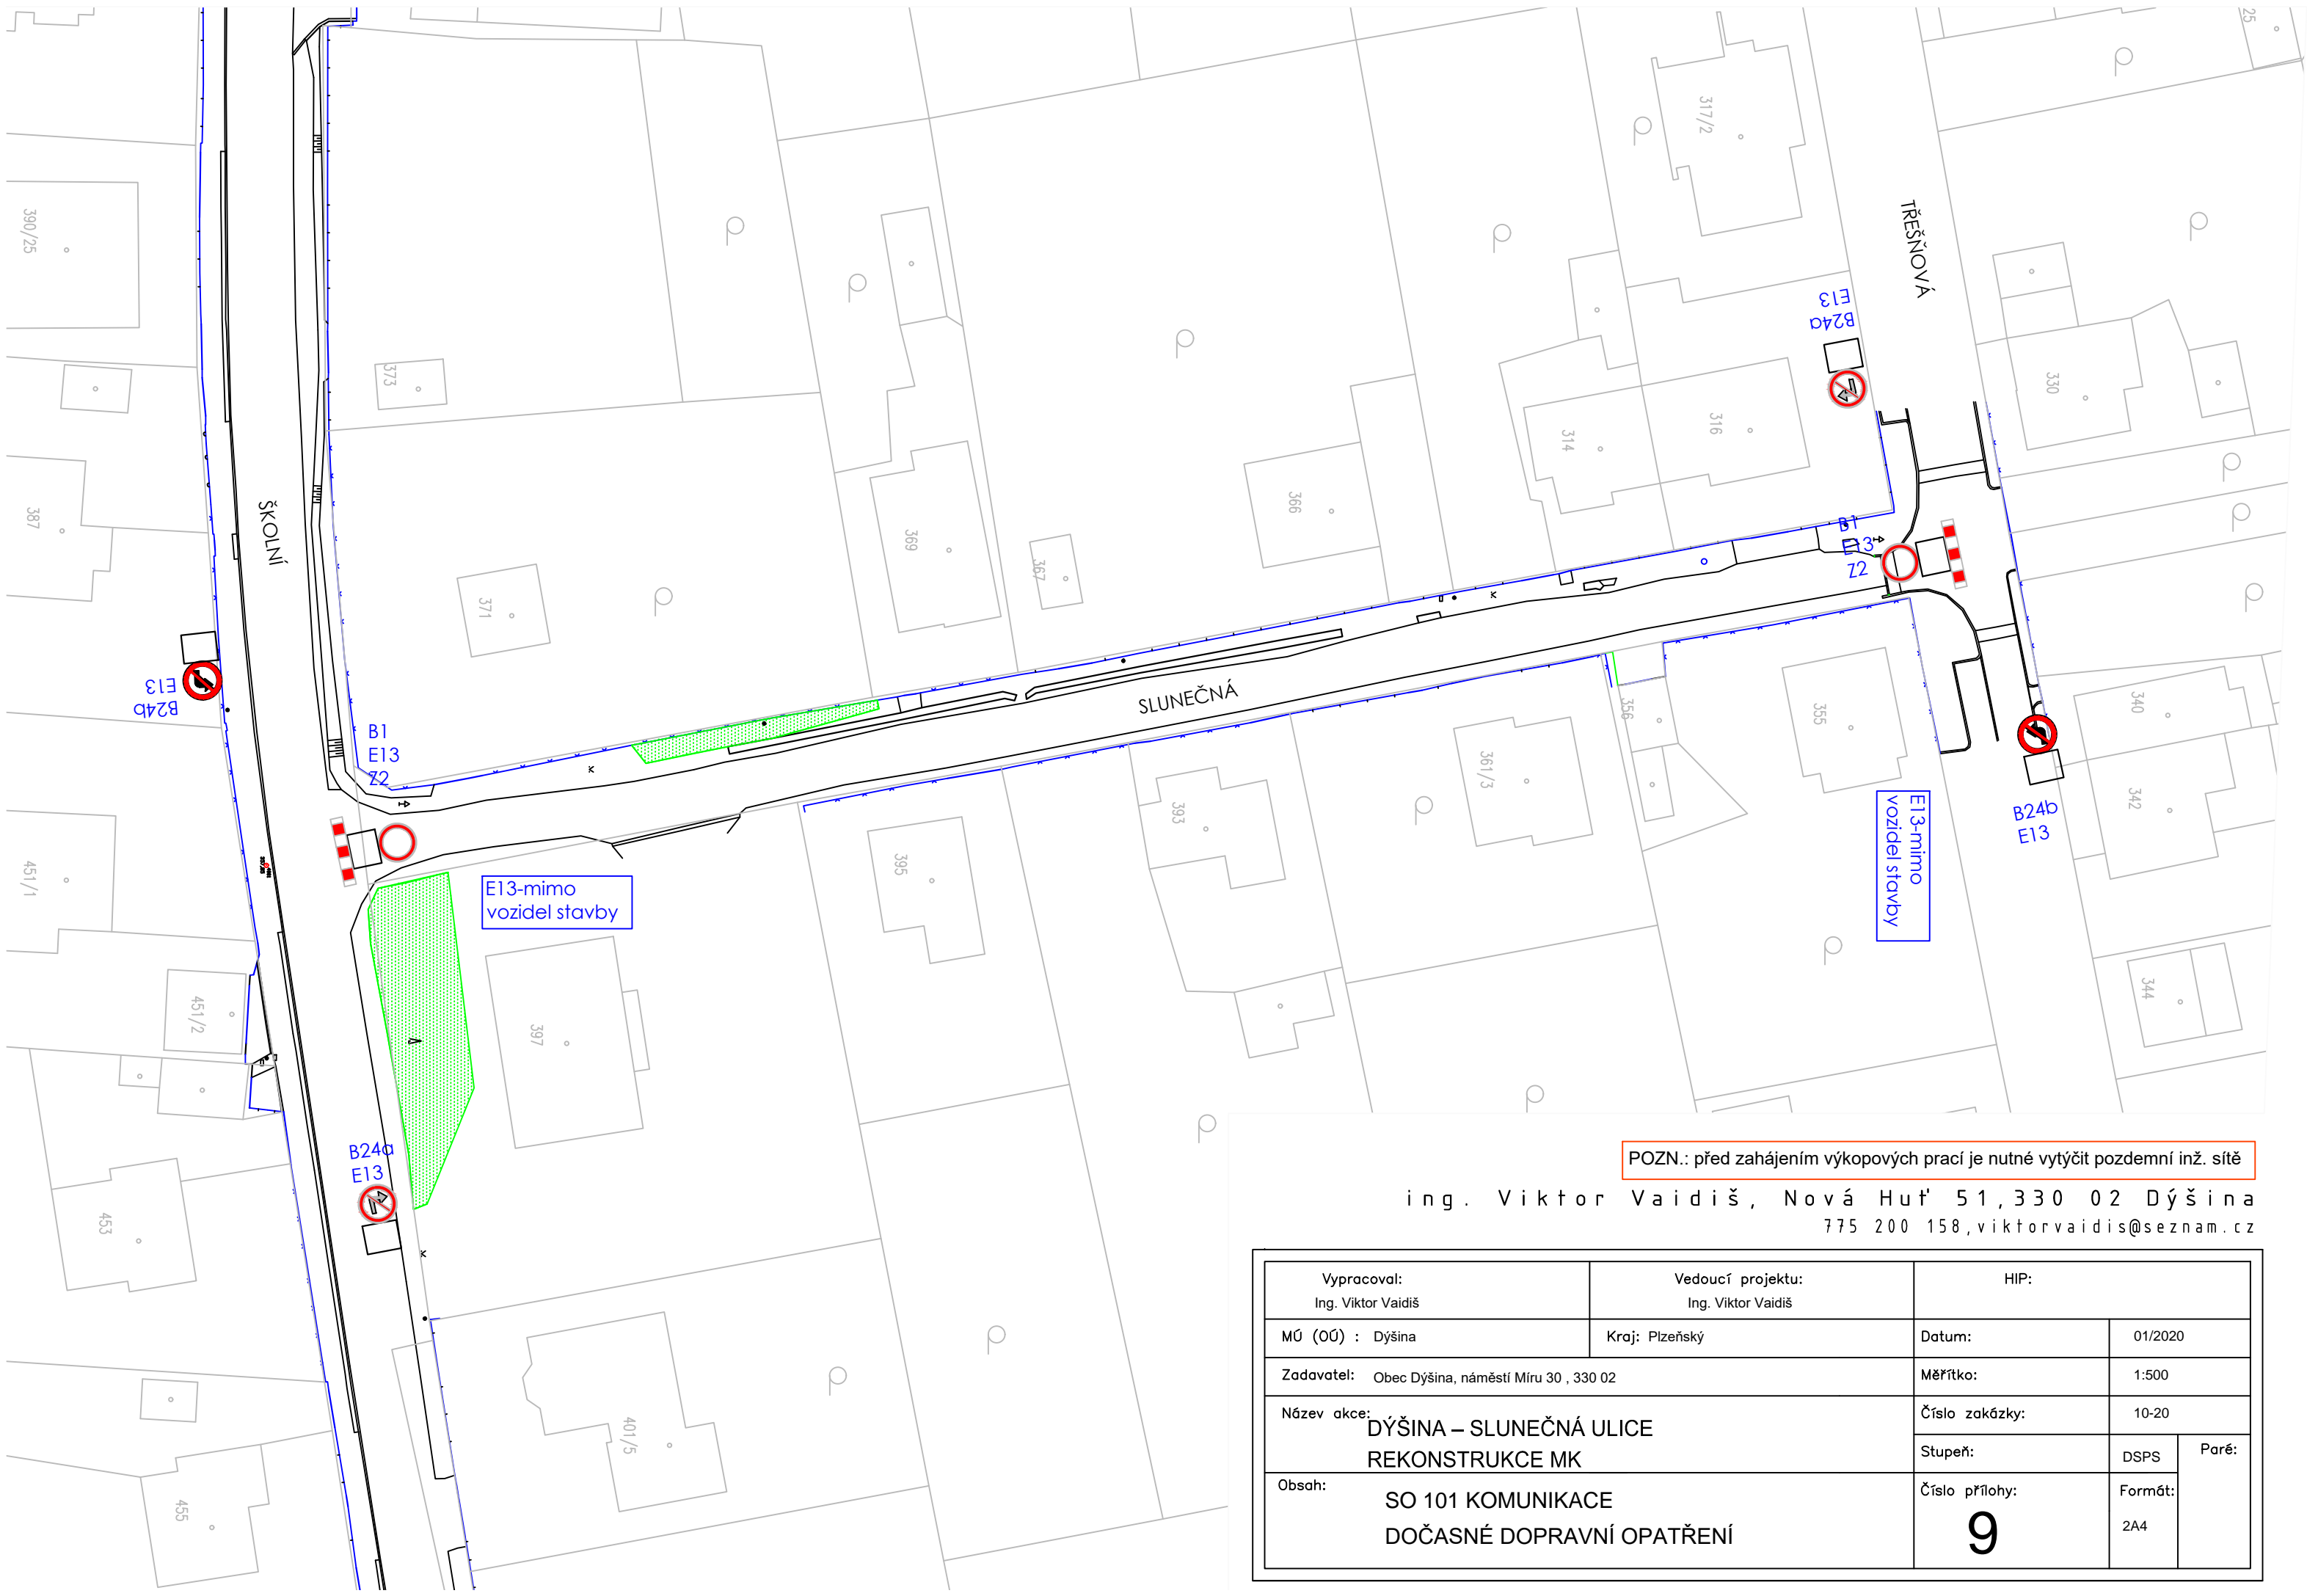 25
317/2
390/25
TŘEŠŇOVÁ
E13
B24a
373
330
314
316
387
ŠKOLNÍ
366
369
367
371
B1
E13
Z2
E13
B24b
B1
E13
Z2
SLUNEČNÁ
356
355
340
361/3
393
342
395
451/1
E13-mimo
vozidel stavby
E13-mimo
vozidel stavby
B24b
E13
344
451/2
397
B24a
E13
453
401/5
455
POZN.: před zahájením výkopových prací je nutné vytýčit pozdemní inž. sítě
ing. Viktor Vaidiš, Nová Huť 51,330 02 Dýšina
775 200 158,viktorvaidis@seznam.cz
Vypracoval:
Ing. Viktor Vaidiš
Vedoucí projektu:
Ing. Viktor Vaidiš
HIP:
MÚ (OÚ) : Dýšina
Kraj: Plzeňský
Datum: 01/2020
Zadavatel: Obec Dýšina, náměstí Míru 30 , 330 02
Měřítko: 1:500
Název akce: DÝŠINA – SLUNEČNÁ ULICE
REKONSTRUKCE MK
Číslo zakázky: 10-20
Stupeň: DSPS
Paré:
Obsah: SO 101 KOMUNIKACE
DOČASNÉ DOPRAVNÍ OPATŘENÍ
Číslo přílohy:
9
Formát:
2A4